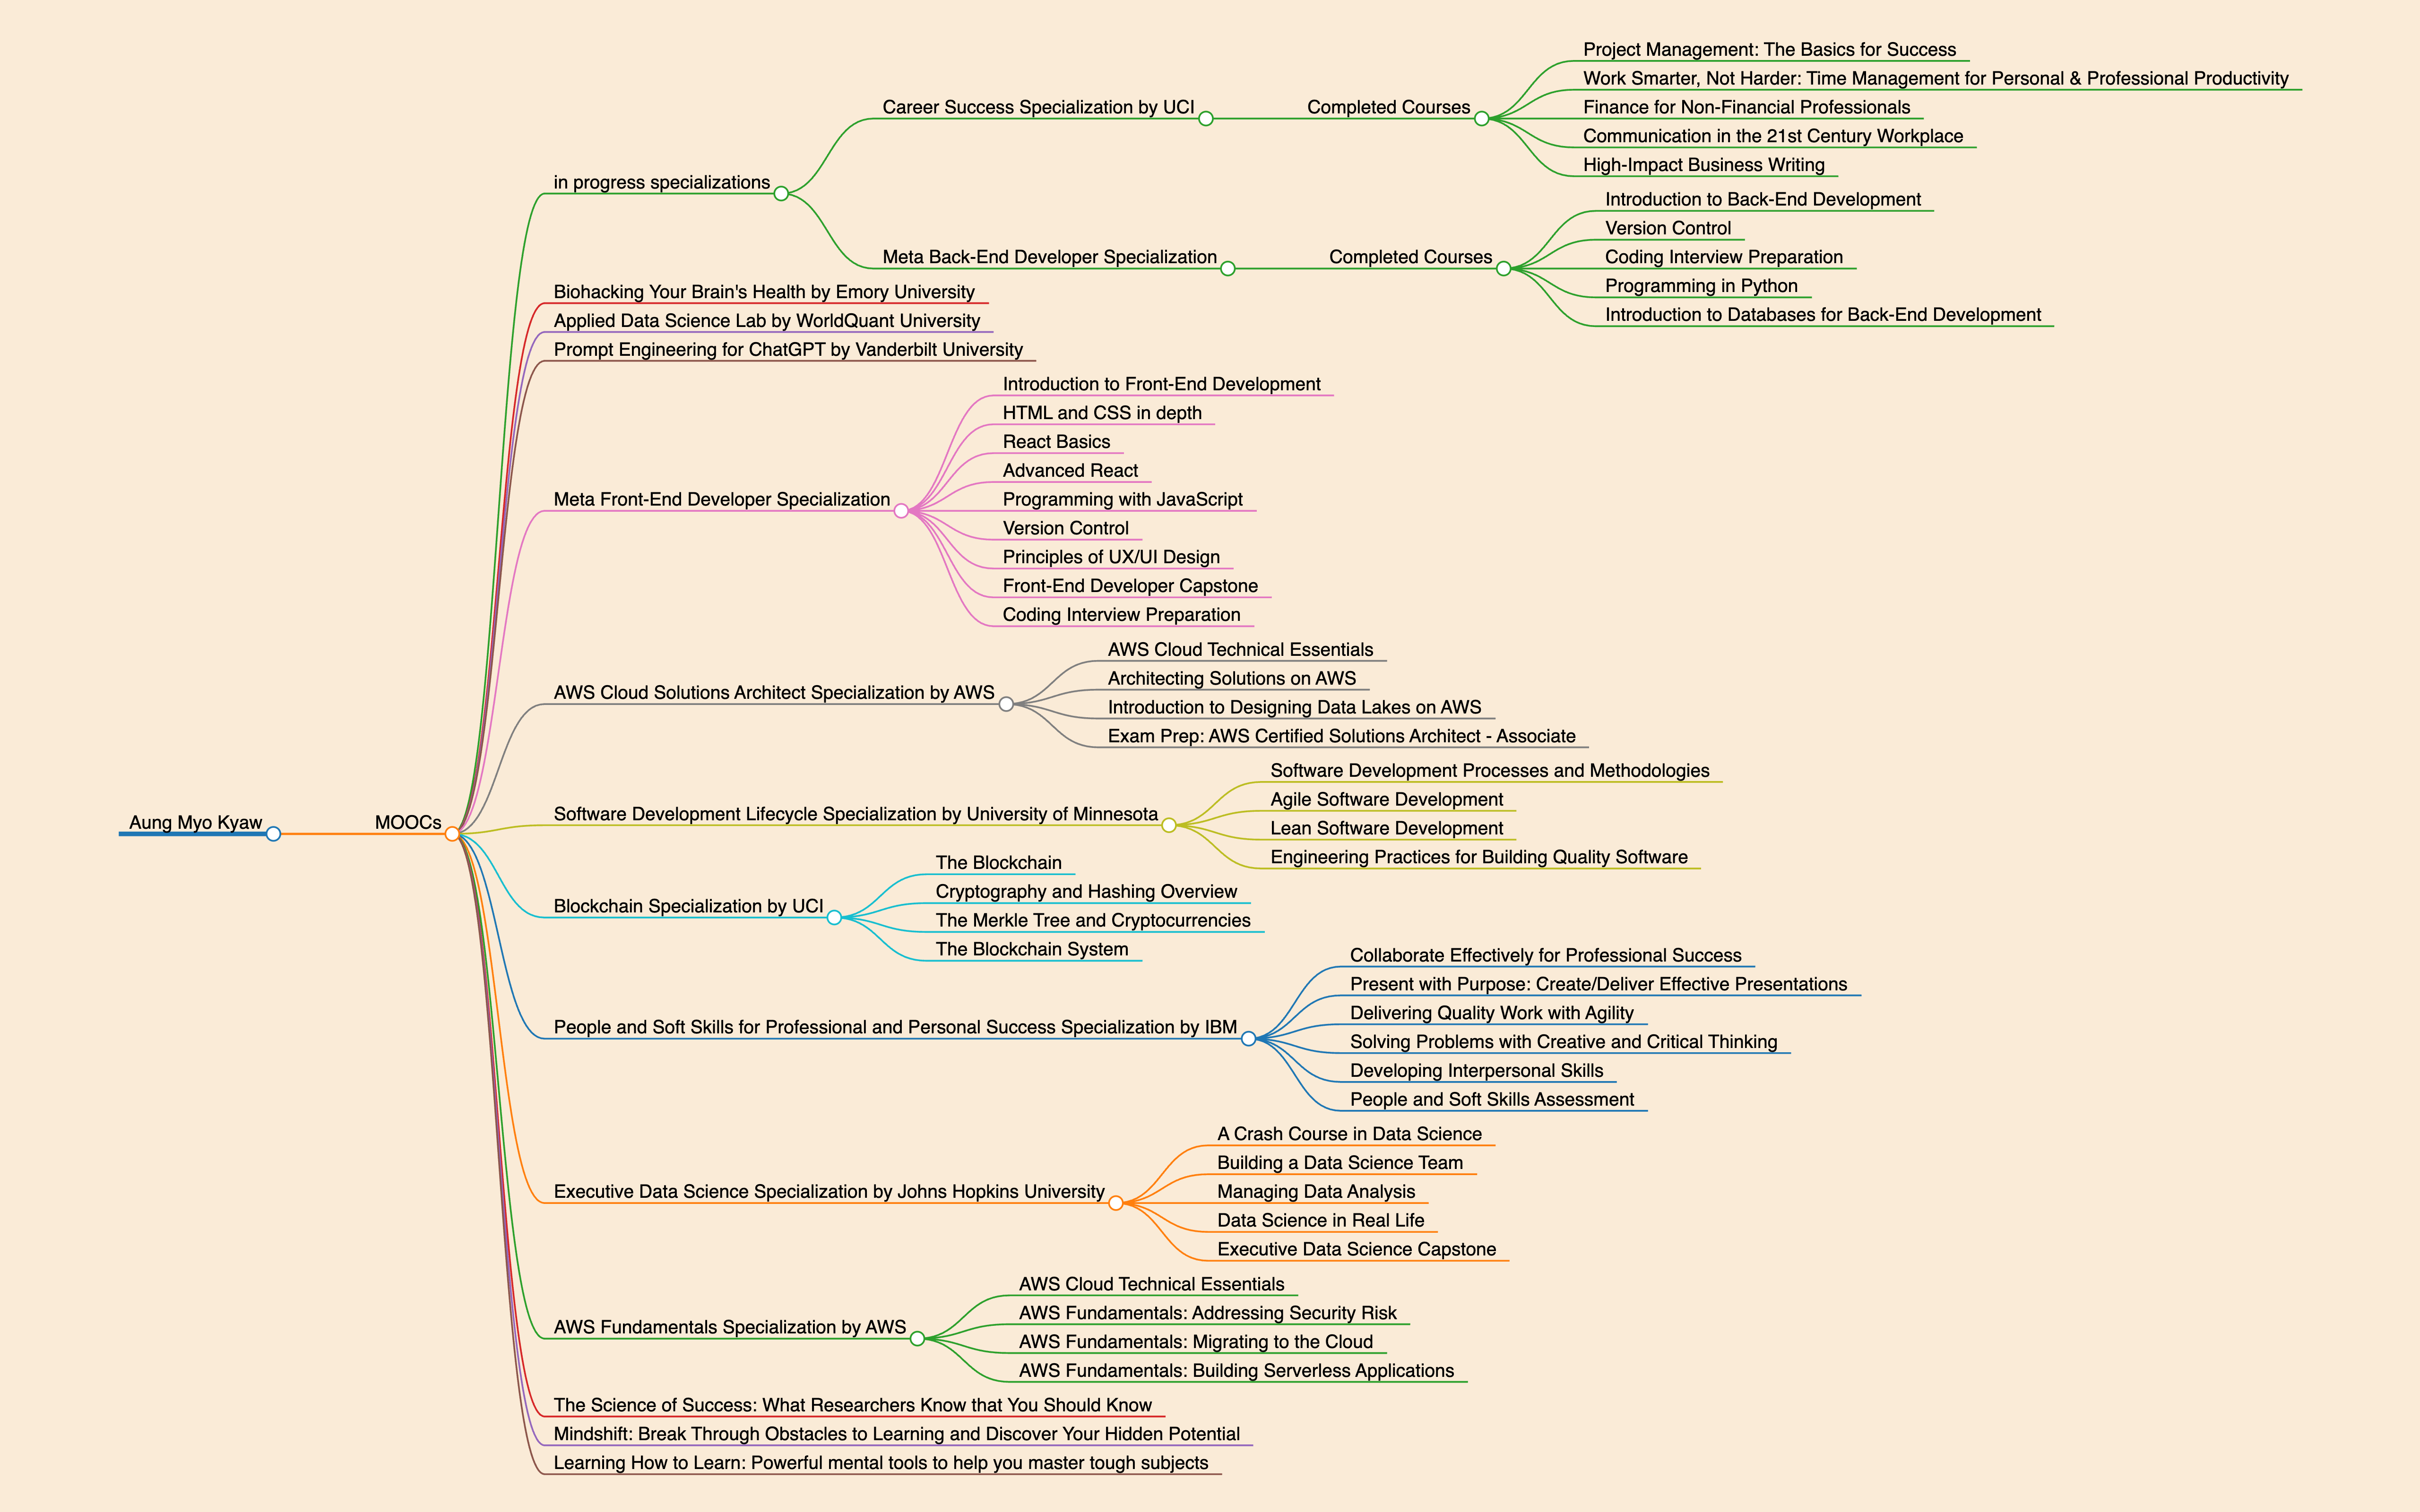 Aung Myo Kyaw
MOOCs
in progress specializations
Career Success Specialization by UCI
Completed Courses
Project Management: The Basics for Success
Work Smarter, Not Harder: Time Management for Personal & Professional Productivity
Finance for Non-Financial Professionals
Communication in the 21st Century Workplace
High-Impact Business Writing
Meta Back-End Developer Specialization
Completed Courses
Introduction to Back-End Development
Version Control
Coding Interview Preparation
Programming in Python
Introduction to Databases for Back-End Development
Biohacking Your Brain's Health by Emory University
Applied Data Science Lab by WorldQuant University
Prompt Engineering for ChatGPT by Vanderbilt University
Meta Front-End Developer Specialization
Introduction to Front-End Development
HTML and CSS in depth
React Basics
Advanced React
Programming with JavaScript
Version Control
Principles of UX/UI Design
Front-End Developer Capstone
Coding Interview Preparation
AWS Cloud Solutions Architect Specialization by AWS
AWS Cloud Technical Essentials
Architecting Solutions on AWS
Introduction to Designing Data Lakes on AWS
Exam Prep: AWS Certified Solutions Architect - Associate
Software Development Lifecycle Specialization by University of Minnesota
Software Development Processes and Methodologies
Agile Software Development
Lean Software Development
Engineering Practices for Building Quality Software
Blockchain Specialization by UCI
The Blockchain
Cryptography and Hashing Overview
The Merkle Tree and Cryptocurrencies
The Blockchain System
People and Soft Skills for Professional and Personal Success Specialization by IBM
Collaborate Effectively for Professional Success
Present with Purpose: Create/Deliver Effective Presentations
Delivering Quality Work with Agility
Solving Problems with Creative and Critical Thinking
Developing Interpersonal Skills
People and Soft Skills Assessment
Executive Data Science Specialization by Johns Hopkins University
A Crash Course in Data Science
Building a Data Science Team
Managing Data Analysis
Data Science in Real Life
Executive Data Science Capstone
AWS Fundamentals Specialization by AWS
AWS Cloud Technical Essentials
AWS Fundamentals: Addressing Security Risk
AWS Fundamentals: Migrating to the Cloud
AWS Fundamentals: Building Serverless Applications
The Science of Success: What Researchers Know that You Should Know
Mindshift: Break Through Obstacles to Learning and Discover Your Hidden Potential
Learning How to Learn: Powerful mental tools to help you master tough subjects